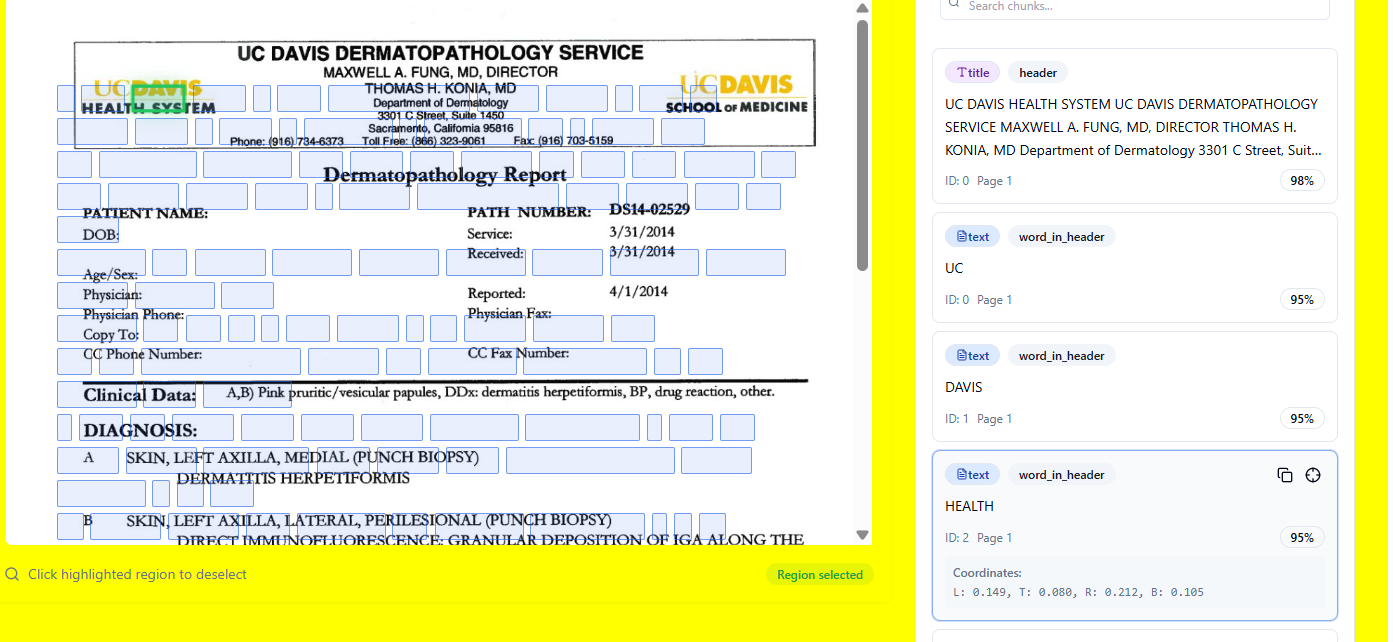 UC DAVIS DERMATOPATHOLOGY SERVICE
MAXWELL A. FUNG, MD, DIRECTOR
THOMAS H. KONIA, MD
Department of Dermatology
3301 C Street, Suite 1450
Sacramento, California 95816
Phone: (916) 734-6373 Toll Free: (866) 323-9061 Fax: (916) 703-5159
UC DAVIS
HEALTH SYSTEM
UC DAVIS
SCHOOL OF MEDICINE
Dermatopathology Report
PATIENT NAME:
DOB:
Age/Sex:
Physician:
Physician Phone:
Copy To:
CC Phone Number:
PATH NUMBER: DS14-02529
Service: 3/31/2014
Received: 3/31/2014
Reported: 4/1/2014
Physician Fax:
CC Fax Number:
Clinical Data: A,B) Pink pruritic/vesicular papules, DDx: dermatitis herpetiformis, BP, drug reaction, other.
DIAGNOSIS:
A SKIN, LEFT AXILLA, MEDIAL (PUNCH BIOPSY)
DERMATITIS HERPETIFORMIS
B SKIN, LEFT AXILLA, LATERAL, PERILESIONAL (PUNCH BIOPSY)
DIRECT IMMUNOFLUORESCENCE: GRANULAR DEPOSITION OF IGA ALONG THE
Click highlighted region to deselect
Region selected
Search chunks...
title header
UC DAVIS HEALTH SYSTEM UC DAVIS DERMATOPATHOLOGY
SERVICE MAXWELL A. FUNG, MD, DIRECTOR THOMAS H.
KONIA, MD Department of Dermatology 3301 C Street, Suit...
ID: 0 Page 1 98%
text word_in_header
UC
ID: 0 Page 1 95%
text word_in_header
DAVIS
ID: 1 Page 1 95%
text word_in_header
HEALTH
ID: 2 Page 1 95%
Coordinates:
L: 0.149, T: 0.080, R: 0.212, B: 0.105